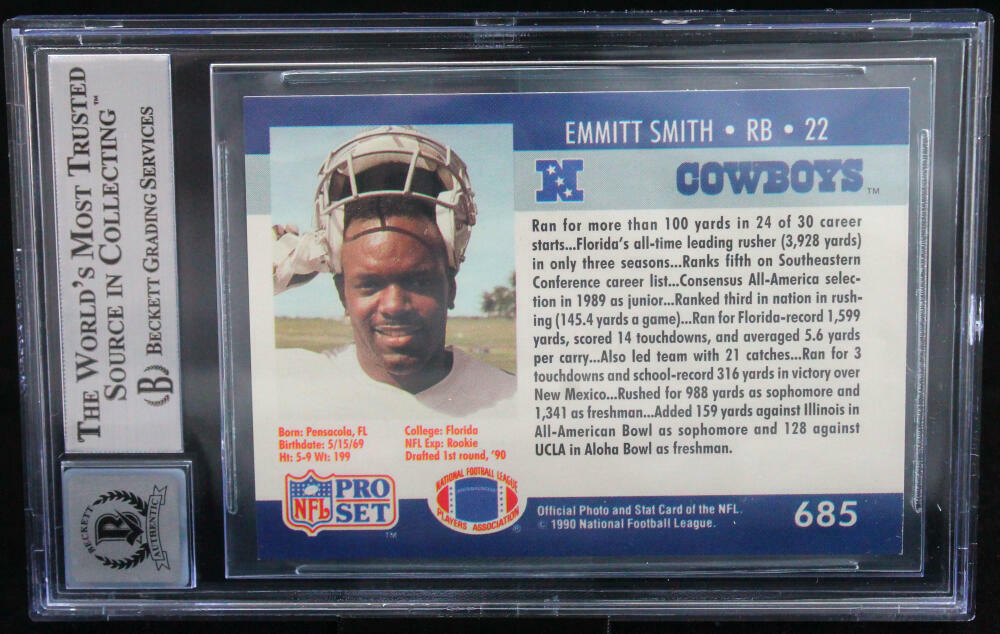 THE WORLD'S MOST TRUSTED
SOURCE IN COLLECTING™
B BECKETT GRADING SERVICES
BECKETT
B
AUTHENTIC
EMMITT SMITH • RB • 22
N
COWBOYS™
Ran for more than 100 yards in 24 of 30 career
starts...Florida's all-time leading rusher (3,928 yards)
in only three seasons...Ranks fifth on Southeastern
Conference career list...Consensus All-America selec-
tion in 1989 as junior...Ranked third in nation in rush-
ing (145.4 yards a game)...Ran for Florida-record 1,599
yards, scored 14 touchdowns, and averaged 5.6 yards
per carry...Also led team with 21 catches...Ran for 3
touchdowns and school-record 316 yards in victory over
New Mexico...Rushed for 988 yards as sophomore and
1,341 as freshman...Added 159 yards against Illinois in
All-American Bowl as sophomore and 128 against
UCLA in Aloha Bowl as freshman.
Born: Pensacola, FL
Birthdate: 5/15/69
Ht: 5-9 Wt: 199
College: Florida
NFL Exp: Rookie
Drafted 1st round, '90
NFL PRO
SET™
NATIONAL FOOTBALL LEAGUE
PLAYERS ASSOCIATION®
Official Photo and Stat Card of the NFL.
© 1990 National Football League.
685